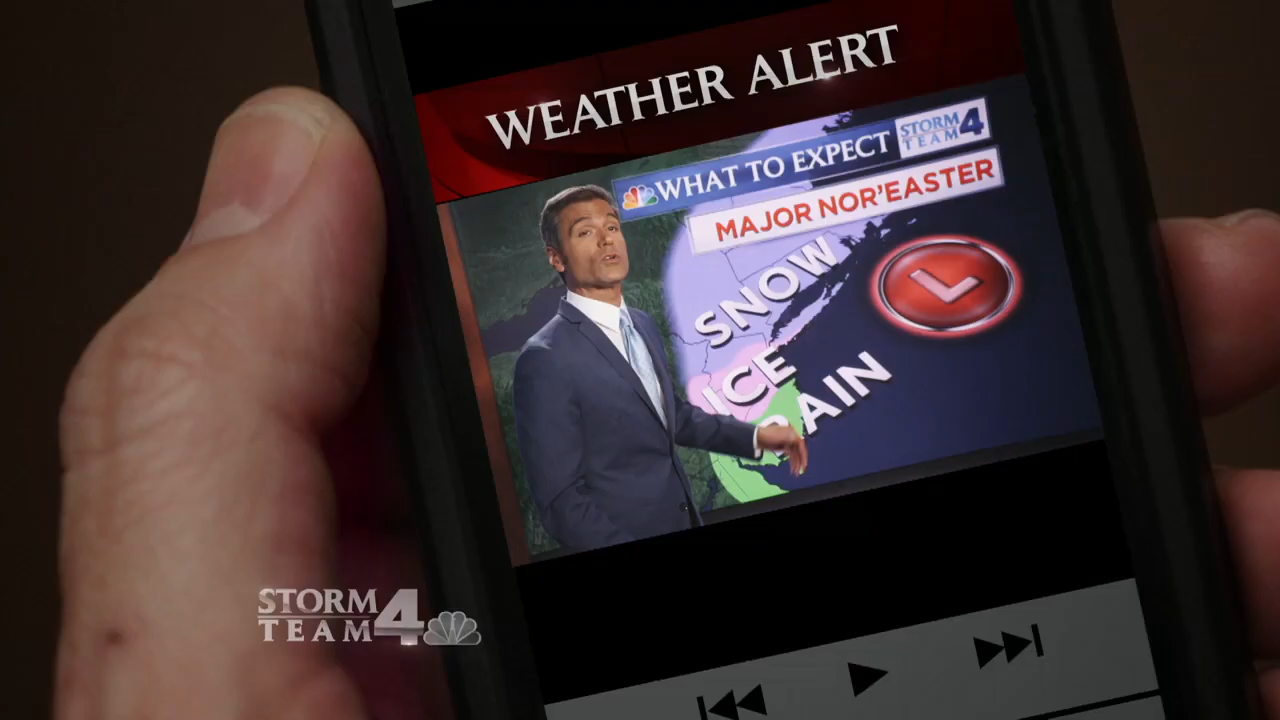 WEATHER ALERT
WHAT TO EXPECT
STORM
TEAM 4
MAJOR NOR'EASTER
SNOW
ICE
RAIN
STORM
TEAM 4